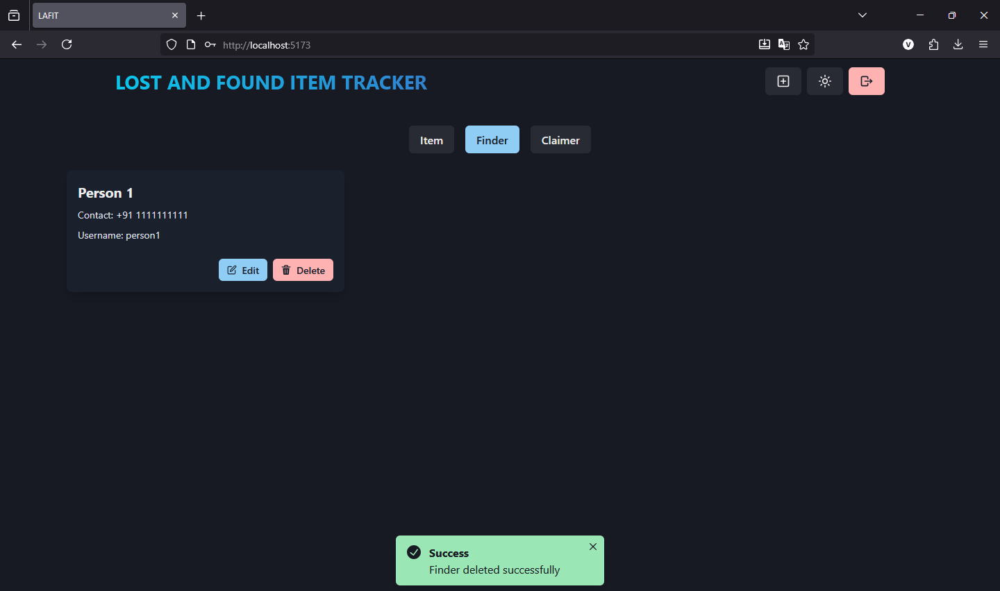 LAFIT
http://localhost:5173
V
LOST AND FOUND ITEM TRACKER
Item
Finder
Claimer
Person 1
Contact: +91 1111111111
Username: person1
Edit
Delete
Success
Finder deleted successfully